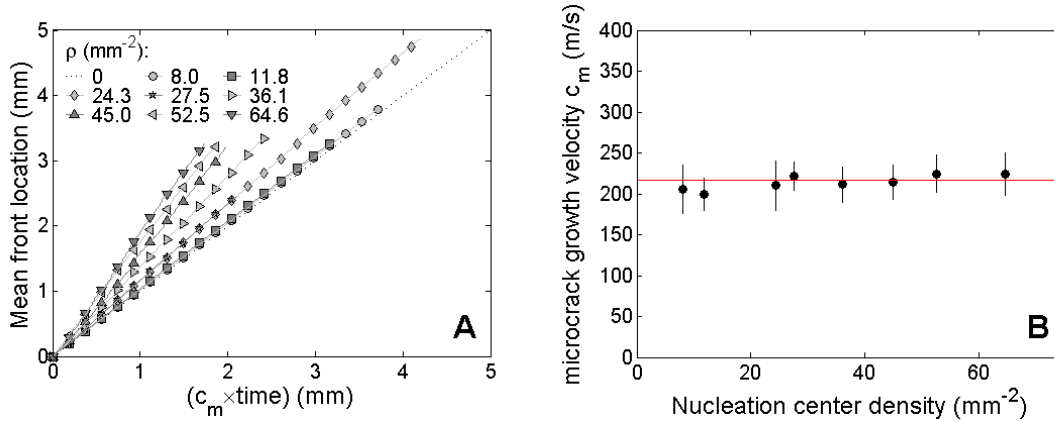 A
B
5
4
3
2
1
0
Mean front location (mm)
ρ (mm⁻²):
0 8.0 11.8
24.3 27.5 36.1
45.0 52.5 64.6
0 1 2 3 4 5
(cₘ×time) (mm)
A
400
350
300
250
200
150
100
50
0
microcrack growth velocity cₘ (m/s)
0 20 40 60
Nucleation center density (mm⁻²)
B